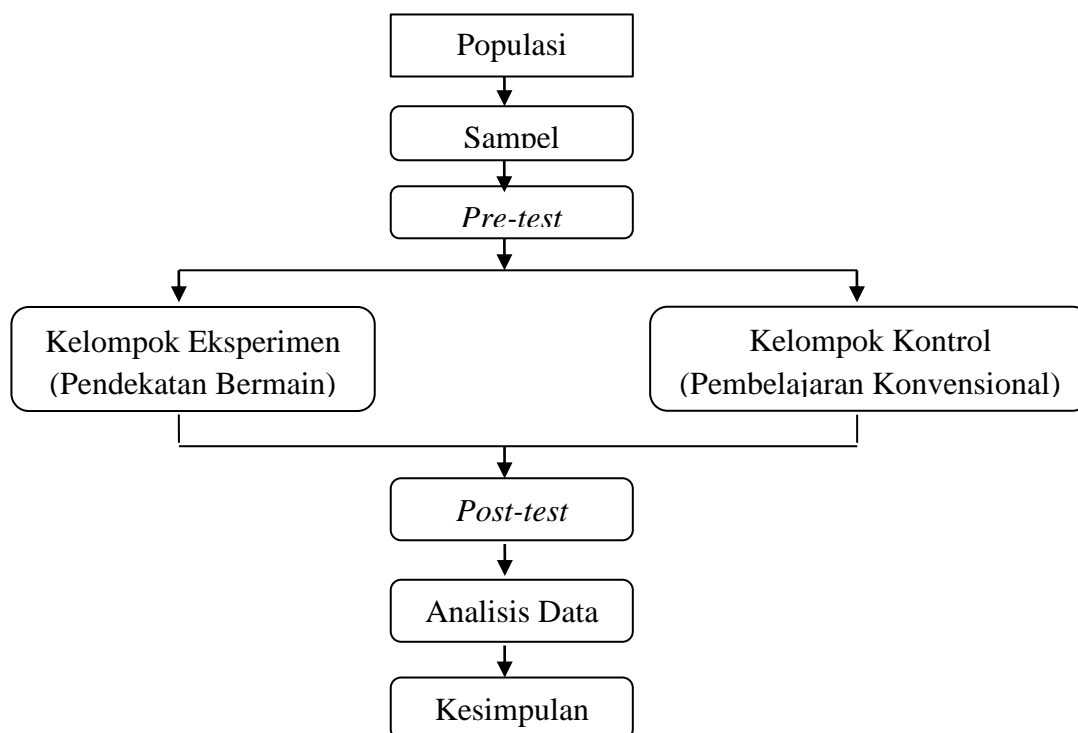 Populasi
Sampel
Pre-test
Kelompok Eksperimen
(Pendekatan Bermain)
Kelompok Kontrol
(Pembelajaran Konvensional)
Post-test
Analisis Data
Kesimpulan